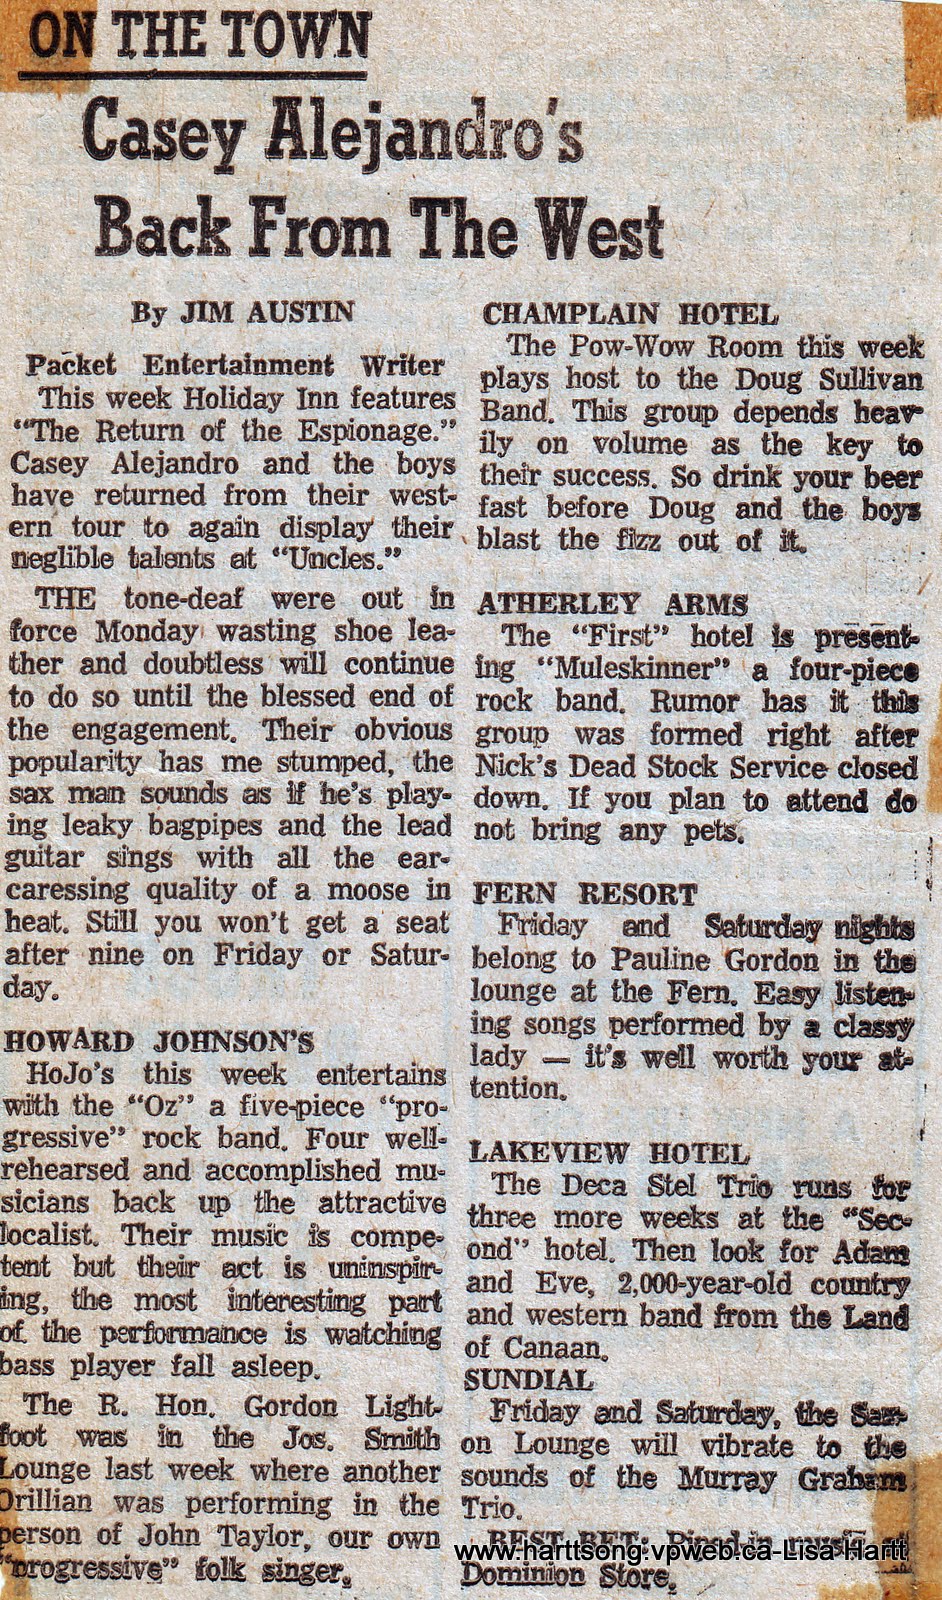 ON THE TOWN
Casey Alejandro's
Back From The West
By JIM AUSTIN
Packet Entertainment Writer
This week Holiday Inn features
"The Return of the Espionage."
Casey Alejandro and the boys
have returned from their west-
ern tour to again display their
neglible talents at "Uncles."
THE tone-deaf were out in
force Monday wasting shoe lea-
ther and doubtless will continue
to do so until the blessed end of
the engagement. Their obvious
popularity has me stumped, the
sax man sounds as if he's play-
ing leaky bagpipes and the lead
guitar sings with all the ear-
caressing quality of a moose in
heat. Still you won't get a seat
after nine on Friday or Satur-
day.
HOWARD JOHNSON'S
HoJo's this week entertains
with the "Oz" a five-piece "pro-
gressive" rock band. Four well-
rehearsed and accomplished mu-
sicians back up the attractive
localist. Their music is compe-
tent but their act is uninspir-
ing, the most interesting part
of the performance is watching
bass player fall asleep.
The R. Hon. Gordon Light-
foot was in the Jos. Smith
Lounge last week where another
Orillian was performing in the
person of John Taylor, our own
"progressive" folk singer.
CHAMPLAIN HOTEL
The Pow-Wow Room this week
plays host to the Doug Sullivan
Band. This group depends heav-
ily on volume as the key to
their success. So drink your beer
fast before Doug and the boys
blast the fizz out of it.
ATHERLEY ARMS
The "First" hotel is present-
ing "Muleskinner" a four-piece
rock band. Rumor has it this
group was formed right after
Nick's Dead Stock Service closed
down. If you plan to attend do
not bring any pets.
FERN RESORT
Friday and Saturday nights
belong to Pauline Gordon in the
lounge at the Fern. Easy listen-
ing songs performed by a classy
lady — it's well worth your at-
tention.
LAKEVIEW HOTEL
The Deca Stel Trio runs for
three more weeks at the "Sec-
ond" hotel. Then look for Adam
and Eve, 2,000-year-old country
and western band from the Land
of Canaan.
SUNDIAL
Friday and Saturday, the Sax-
on Lounge will vibrate to the
sounds of the Murray Graham
Trio.
BEST BET: Piped-in music at
www.harttsong.vpweb.ca-Lisa Hartt
Dominion Store.